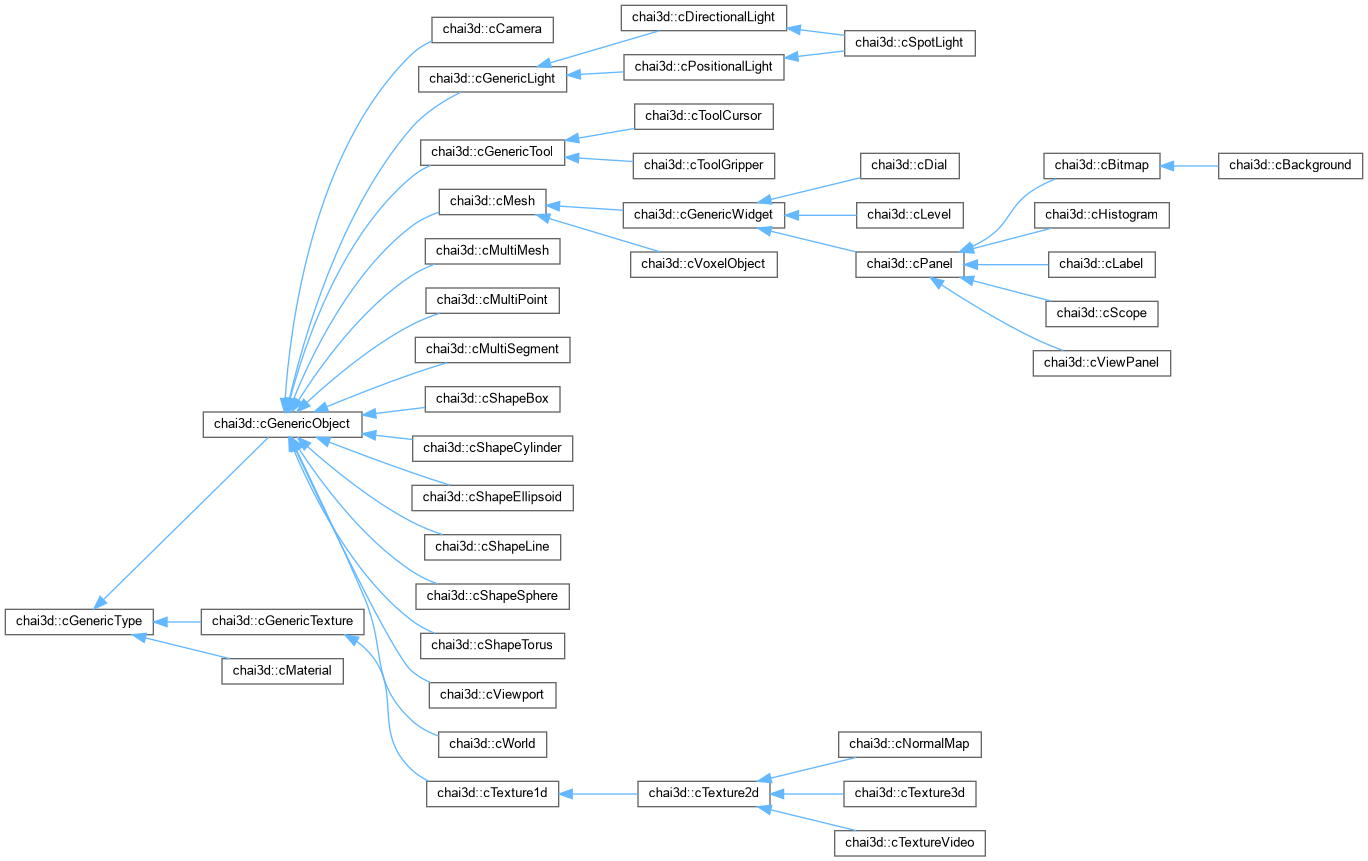 chai3d::cDirectionalLight
chai3d::cCamera
chai3d::cSpotLight
chai3d::cPositionalLight
chai3d::cGenericLight
chai3d::cToolCursor
chai3d::cGenericTool
chai3d::cToolGripper
chai3d::cDial
chai3d::cBitmap
chai3d::cBackground
chai3d::cMesh
chai3d::cGenericWidget
chai3d::cLevel
chai3d::cHistogram
chai3d::cMultiMesh
chai3d::cVoxelObject
chai3d::cPanel
chai3d::cLabel
chai3d::cMultiPoint
chai3d::cScope
chai3d::cMultiSegment
chai3d::cViewPanel
chai3d::cShapeBox
chai3d::cGenericObject
chai3d::cShapeCylinder
chai3d::cShapeEllipsoid
chai3d::cShapeLine
chai3d::cShapeSphere
chai3d::cGenericType
chai3d::cGenericTexture
chai3d::cShapeTorus
chai3d::cMaterial
chai3d::cViewport
chai3d::cWorld
chai3d::cNormalMap
chai3d::cTexture1d
chai3d::cTexture2d
chai3d::cTexture3d
chai3d::cTextureVideo